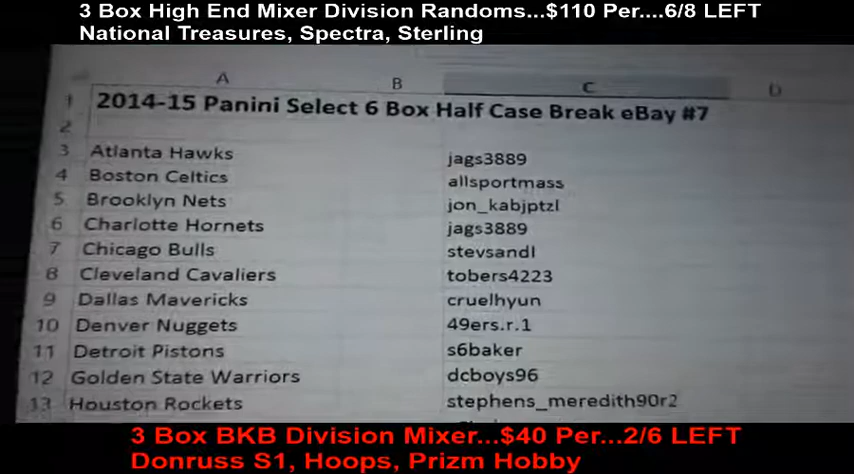 3 Box High End Mixer Division Randoms...$110 Per....6/8 LEFT
National Treasures, Spectra, Sterling
A B C D
1 2014-15 Panini Select 6 Box Half Case Break eBay #7
2
3 Atlanta Hawks jags3889
4 Boston Celtics allsportmass
5 Brooklyn Nets jon_kabjptzl
6 Charlotte Hornets jags3889
7 Chicago Bulls stevsandl
8 Cleveland Cavaliers tobers4223
9 Dallas Mavericks cruelhyun
10 Denver Nuggets 49ers.r.1
11 Detroit Pistons s6baker
12 Golden State Warriors dcboys96
13 Houston Rockets stephens_meredith90r2
3 Box BKB Division Mixer...$40 Per...2/6 LEFT
Donruss S1, Hoops, Prizm Hobby